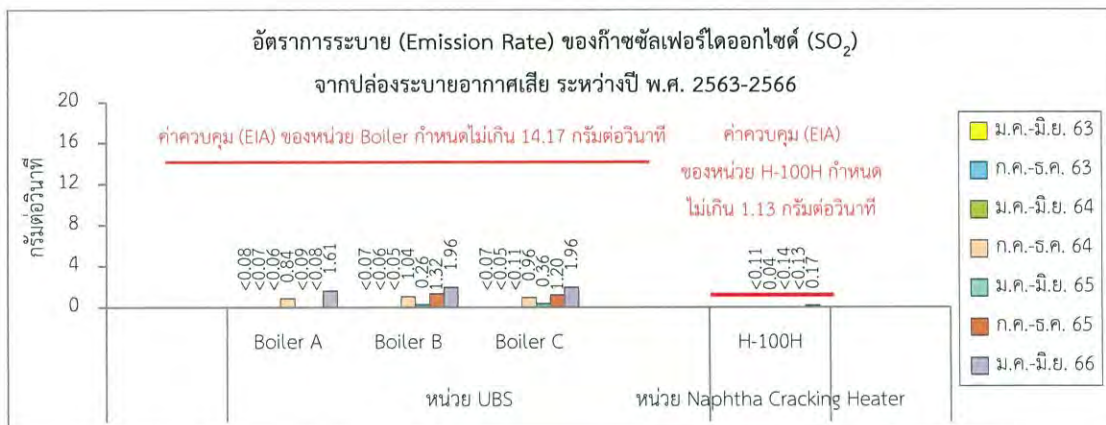 อัตราการระบาย (Emission Rate) ของก๊าซซัลเฟอร์ไดออกไซด์ (SO2)
จากปล่องระบายอากาศเสีย ระหว่างปี พ.ศ. 2563-2566
กรัมต่อวินาที
20
16
12
8
4
0
ค่าควบคุม (EIA) ของหน่วย Boiler กำหนดไม่เกิน 14.17 กรัมต่อวินาที
ค่าควบคุม (EIA)
ของหน่วย H-100H กำหนด
ไม่เกิน 1.13 กรัมต่อวินาที
<0.08
<0.07
<0.06
0.84
<0.09
<0.08
1.61
<0.07
<0.06
<0.05
1.04
0.26
1.32
1.96
<0.07
<0.05
<0.11
0.96
0.36
1.20
1.96
<0.11
0.04
<0.14
<0.13
0.17
Boiler A
Boiler B
Boiler C
H-100H
หน่วย UBS
หน่วย Naphtha Cracking Heater
ม.ค.-มิ.ย. 63
ก.ค.-ธ.ค. 63
ม.ค.-มิ.ย. 64
ก.ค.-ธ.ค. 64
ม.ค.-มิ.ย. 65
ก.ค.-ธ.ค. 65
ม.ค.-มิ.ย. 66